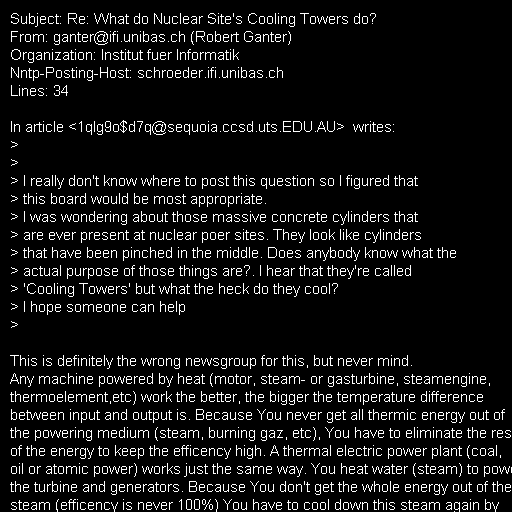 Subject: Re: What do Nuclear Site's Cooling Towers do?
From: ganter@ifi.unibas.ch (Robert Ganter)
Organization: Institut fuer Informatik
Nntp-Posting-Host: schroeder.ifi.unibas.ch
Lines: 34

In article <1qlg9o$d7q@sequoia.ccsd.uts.EDU.AU>  writes:
>
>
> I really don't know where to post this question so I figured that
> this board would be most appropriate.
> I was wondering about those massive concrete cylinders that
> are ever present at nuclear poer sites. They look like cylinders
> that have been pinched in the middle. Does anybody know what the
> actual purpose of those things are?. I hear that they're called
> 'Cooling Towers' but what the heck do they cool?
> I hope someone can help
>

This is definitely the wrong newsgroup for this, but never mind.
Any machine powered by heat (motor, steam- or gasturbine, steamengine,
thermoelement,etc) work the better, the bigger the temperature difference
between input and output is. Because You never get all thermic energy out of
the powering medium (steam, burning gaz, etc), You have to eliminate the res
of the energy to keep the efficency high. A thermal electric power plant (coal,
oil or atomic power) works just the same way. You heat water (steam) to pow
the turbine and generators. Because You don't get the whole energy out of the
steam (efficency is never 100%) You have to cool down this steam again by